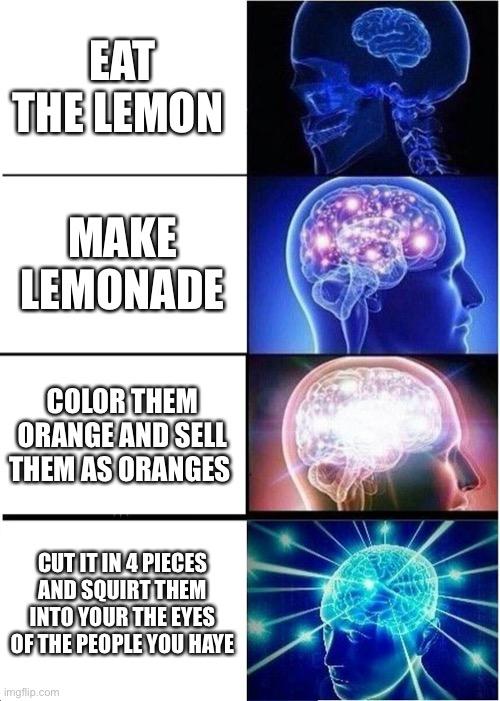 EAT
THE LEMON
MAKE
LEMONADE
COLOR THEM
ORANGE AND SELL
THEM AS ORANGES
CUT IT IN 4 PIECES
AND SQUIRT THEM
INTO YOUR THE EYES
OF THE PEOPLE YOU HAYE
imgflip.com